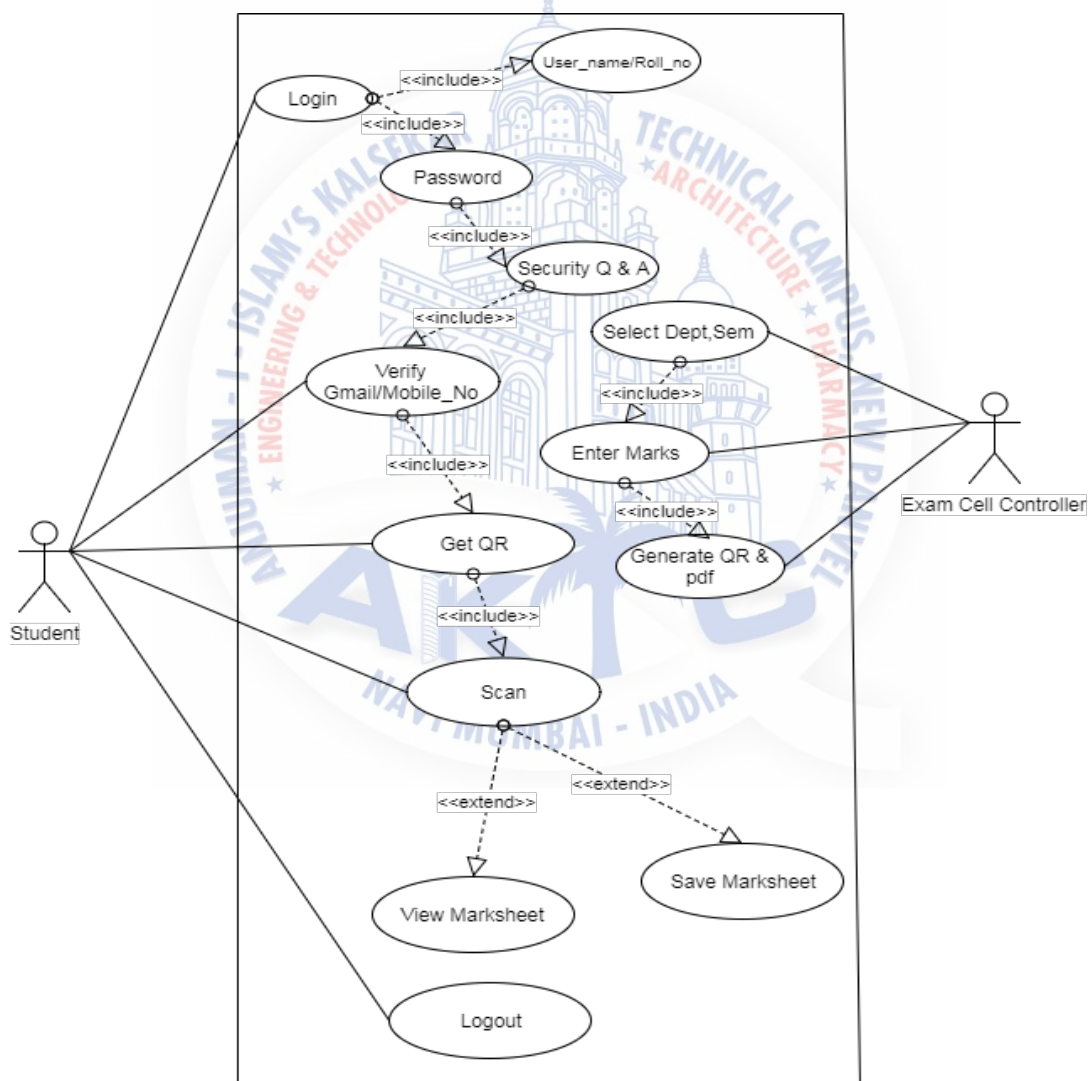 User_name/Roll_no
<<include>>
Login
<<include>>
Password
<<include>>
Security Q & A
<<include>>
Select Dept,Sem
Verify
Gmail/Mobile_No
<<include>>
Enter Marks
<<include>>
<<include>>
Exam Cell Controller
Get QR
Generate QR &
pdf
<<include>>
Student
Scan
<<extend>>
<<extend>>
Save Marksheet
View Marksheet
Logout
ANJUMAN - I - ISLAM'S KALSEKAR TECHNICAL CAMPUS, NEW PANVEL
ENGINEERING & TECHNOLOGY ARCHITECTURE PHARMACY
AKTC
NAVI MUMBAI - INDIA